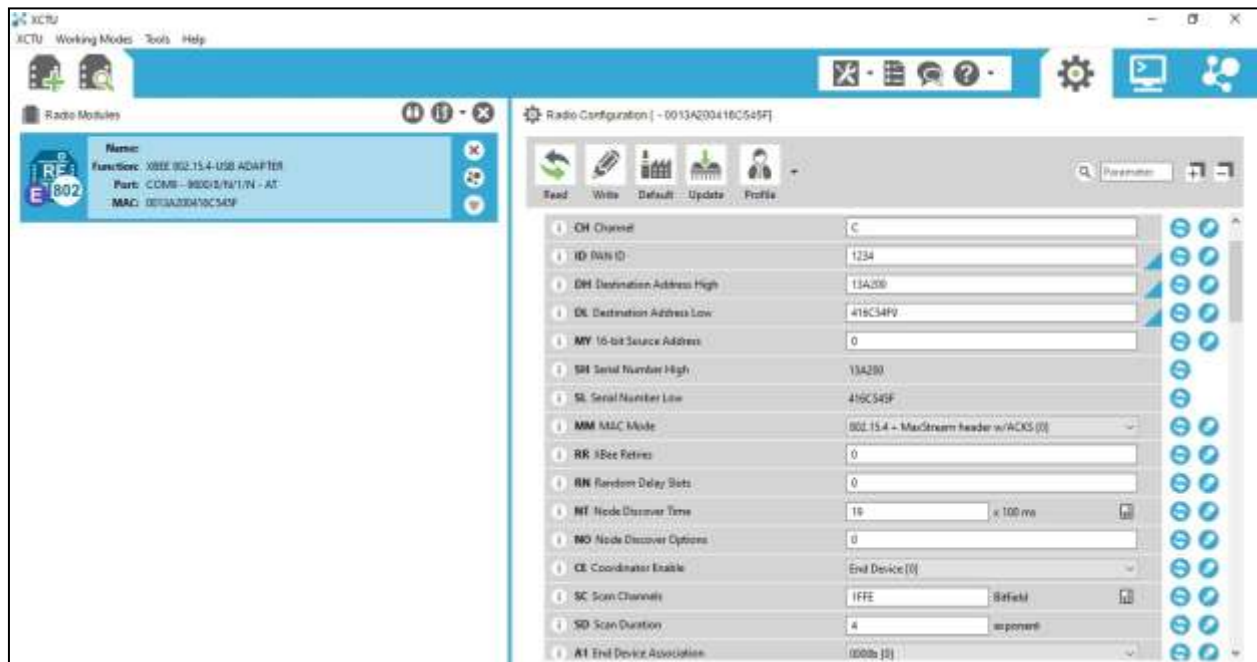 XCTU
XCTU Working Modes Tools Help
Radio Modules
Radio Configuration [ - 0013A200416C545F]
Name:
Function: XBEE 802.15.4-USB ADAPTER
Port: COM9 - 9600/8/N/1/N - AT
MAC: 0013A200416C545F
802
E
Read Write Default Update Profile
Parameter
CH Channel C
ID PAN ID 1234
DH Destination Address High 13A200
DL Destination Address Low
MY 16-bit Source Address 0
SH Serial Number High 13A200
SL Serial Number Low 416C545F
MM MAC Mode 802.15.4 + MaxStream header w/ACKS [0]
RR XBee Retries 0
RN Random Delay Slots 0
NT Node Discover Time 19 x 100 ms
NO Node Discover Options 0
CE Coordinator Enable End Device [0]
SC Scan Channels 1FFE Bitfield
SD Scan Duration 4 exponent
A1 End Device Association 0000b [0]